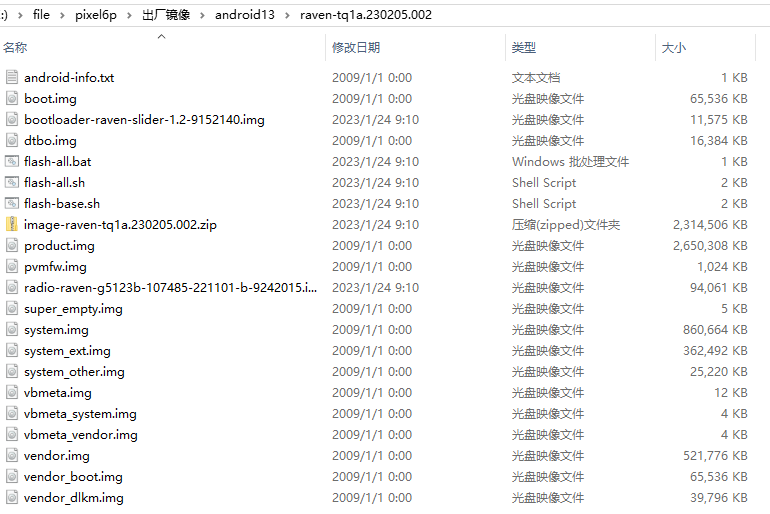 :) > file > pixel6p > 出厂镜像 > android13 > raven-tq1a.230205.002
名称 修改日期 类型 大小
android-info.txt 2009/1/1 0:00 文本文档 1 KB
boot.img 2009/1/1 0:00 光盘映像文件 65,536 KB
bootloader-raven-slider-1.2-9152140.img 2023/1/24 9:10 光盘映像文件 11,575 KB
dtbo.img 2009/1/1 0:00 光盘映像文件 16,384 KB
flash-all.bat 2023/1/24 9:10 Windows 批处理文件 1 KB
flash-all.sh 2023/1/24 9:10 Shell Script 2 KB
flash-base.sh 2023/1/24 9:10 Shell Script 2 KB
image-raven-tq1a.230205.002.zip 2023/1/24 9:10 压缩(zipped)文件夹 2,314,506 KB
product.img 2009/1/1 0:00 光盘映像文件 2,650,308 KB
pvmfw.img 2009/1/1 0:00 光盘映像文件 1,024 KB
radio-raven-g5123b-107485-221101-b-9242015.i... 2023/1/24 9:10 光盘映像文件 94,061 KB
super_empty.img 2009/1/1 0:00 光盘映像文件 5 KB
system.img 2009/1/1 0:00 光盘映像文件 860,664 KB
system_ext.img 2009/1/1 0:00 光盘映像文件 362,492 KB
system_other.img 2009/1/1 0:00 光盘映像文件 25,220 KB
vbmeta.img 2009/1/1 0:00 光盘映像文件 12 KB
vbmeta_system.img 2009/1/1 0:00 光盘映像文件 4 KB
vbmeta_vendor.img 2009/1/1 0:00 光盘映像文件 4 KB
vendor.img 2009/1/1 0:00 光盘映像文件 521,776 KB
vendor_boot.img 2009/1/1 0:00 光盘映像文件 65,536 KB
vendor_dlkm.img 2009/1/1 0:00 光盘映像文件 39,796 KB